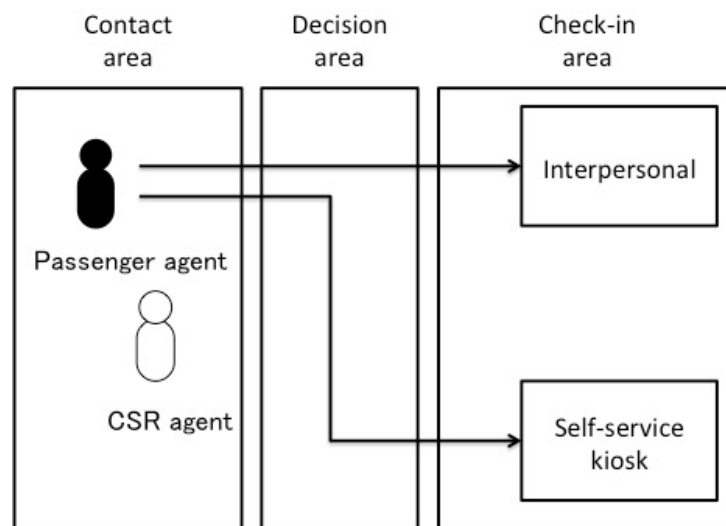 Contact
area
Decision
area
Check-in
area
Passenger agent
CSR agent
Interpersonal
Self-service
kiosk